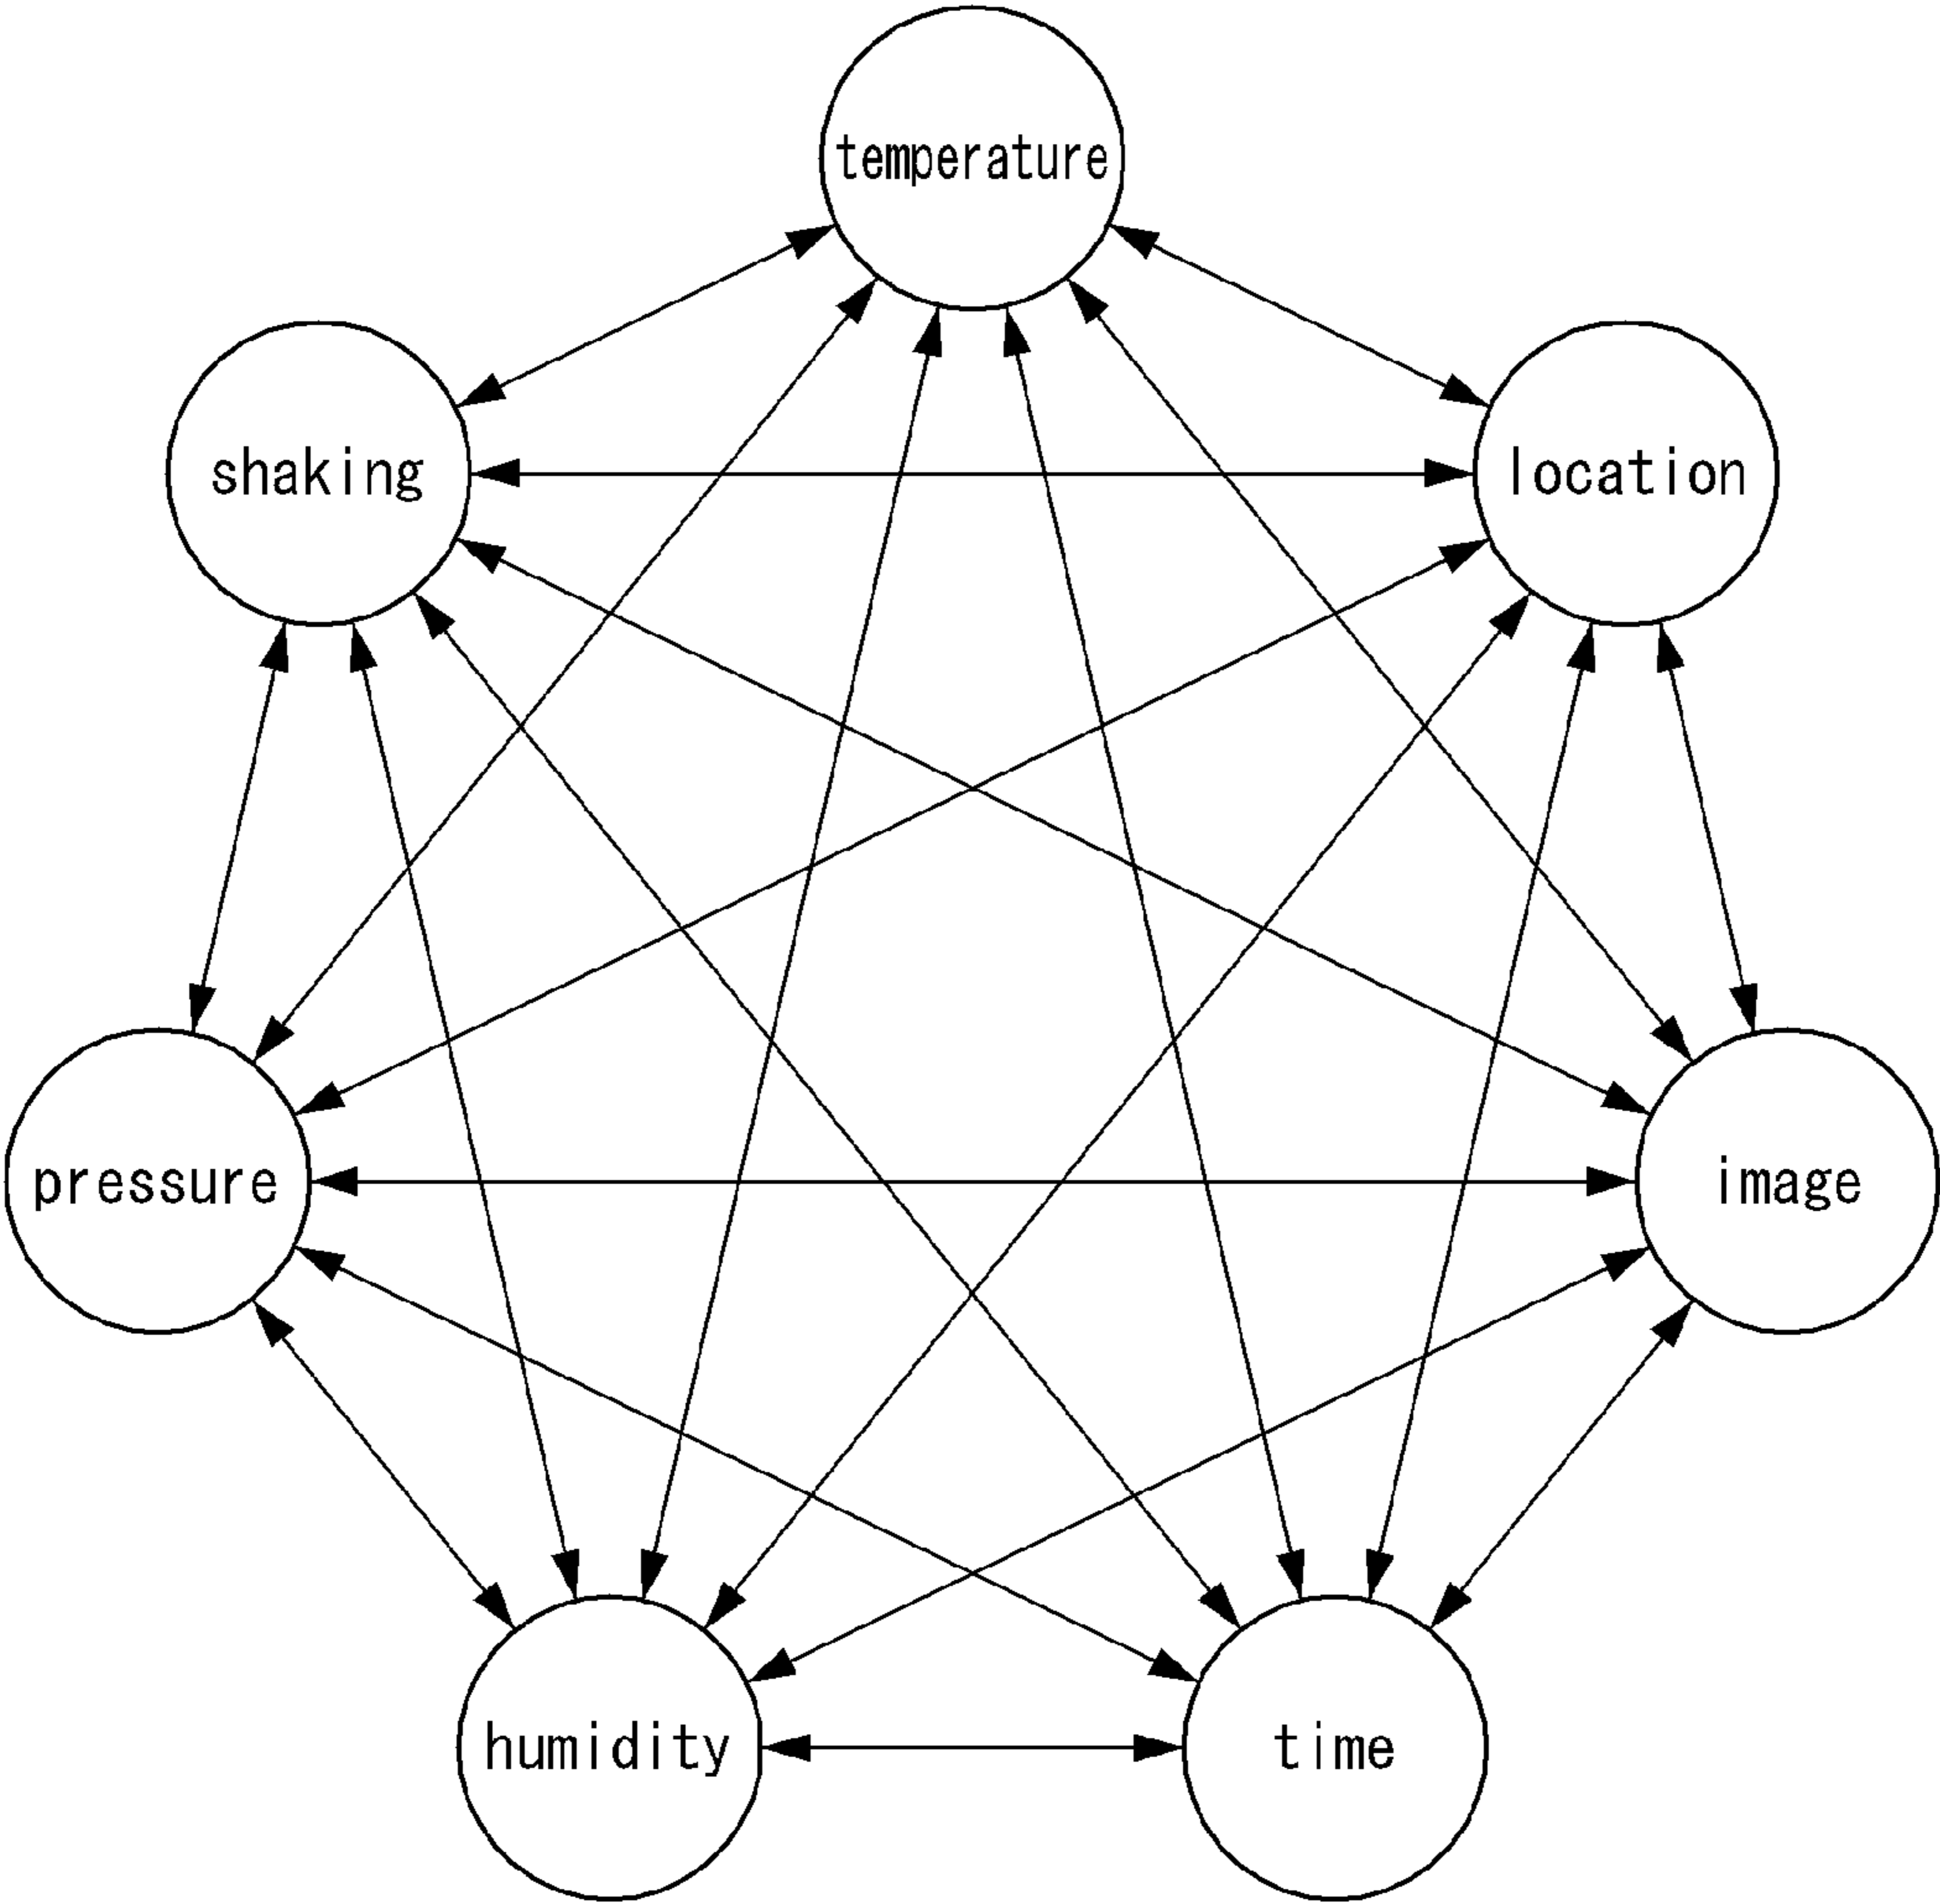 temperature
shaking
location
pressure
image
humidity
time